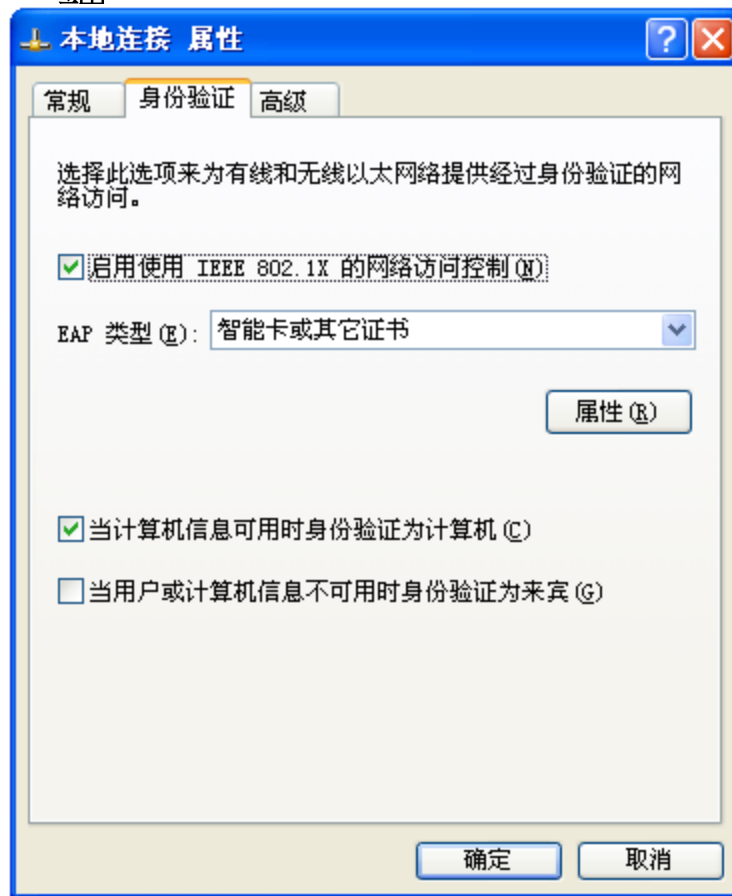 本地连接 属性
常规 身份验证 高级
选择此选项来为有线和无线以太网络提供经过身份验证的网
络访问。
启用使用 IEEE 802.1X 的网络访问控制(N)
EAP 类型(E): 智能卡或其它证书
属性(R)
当计算机信息可用时身份验证为计算机(C)
当用户或计算机信息不可用时身份验证为来宾(G)
确定 取消